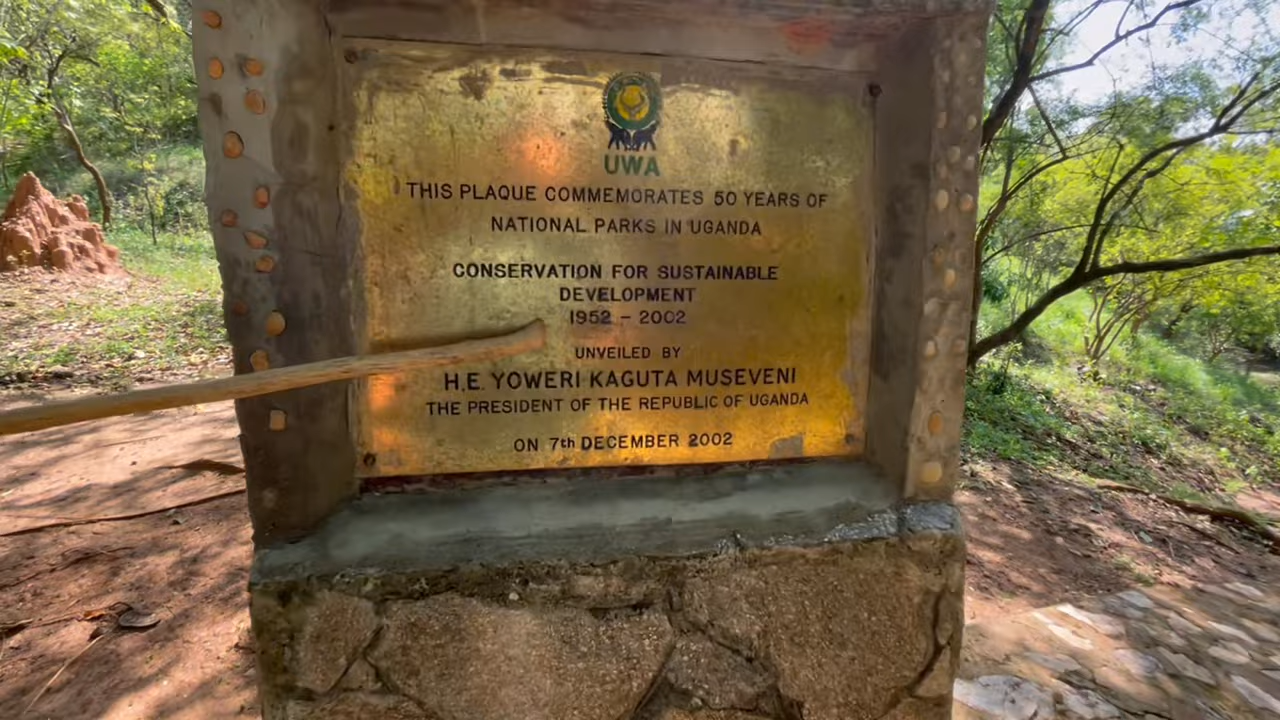 UWA
THIS PLAQUE COMMEMORATES 50 YEARS OF
NATIONAL PARKS IN UGANDA
CONSERVATION FOR SUSTAINABLE
DEVELOPMENT
1952 - 2002
UNVEILED BY
H.E. YOWERI KAGUTA MUSEVENI
THE PRESIDENT OF THE REPUBLIC OF UGANDA
ON 7th DECEMBER 2002